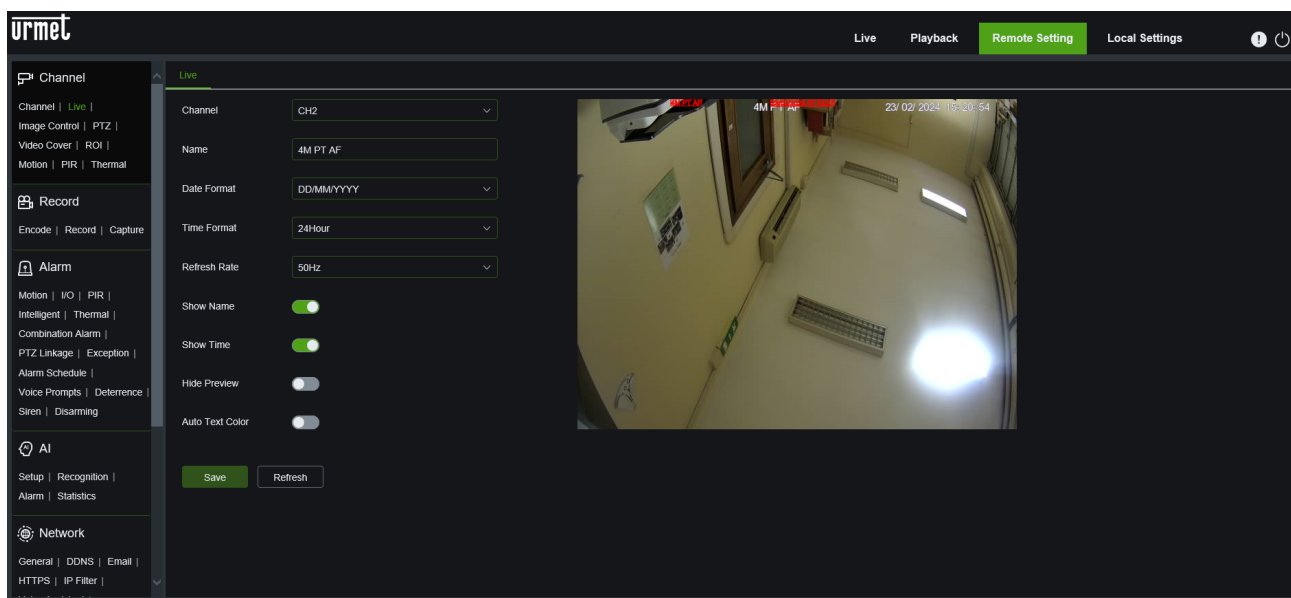 urmet
Live Playback Remote Setting Local Settings
Channel
Channel | Live |
Image Control | PTZ |
Video Cover | ROI |
Motion | PIR | Thermal
Record
Encode | Record | Capture
Alarm
Motion | I/O | PIR |
Intelligent | Thermal |
Combination Alarm |
PTZ Linkage | Exception |
Alarm Schedule |
Voice Prompts | Deterrence |
Siren | Disarming
AI
Setup | Recognition |
Alarm | Statistics
Network
General | DDNS | Email |
HTTPS | IP Filter |
Live
Channel CH2
Name 4M PT AF
Date Format DD/MM/YYYY
Time Format 24Hour
Refresh Rate 50Hz
Show Name
Show Time
Hide Preview
Auto Text Color
Save Refresh
4M PT AF 23/02/2024